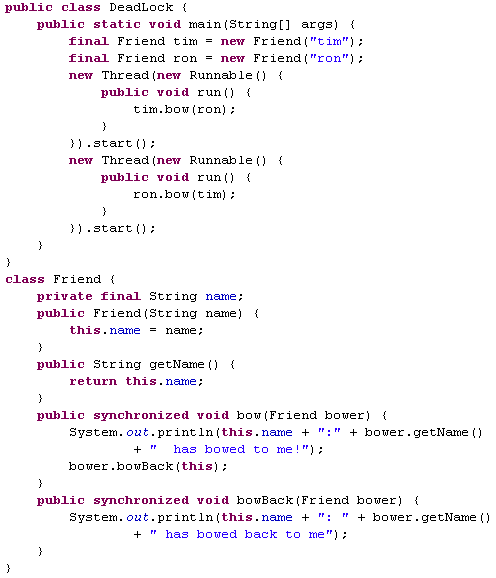 public class DeadLock {
    public static void main(String[] args) {
        final Friend tim = new Friend("tim");
        final Friend ron = new Friend("ron");
        new Thread(new Runnable() {
            public void run() {
                tim.bow(ron);
            }
        }).start();
        new Thread(new Runnable() {
            public void run() {
                ron.bow(tim);
            }
        }).start();
    }
}
class Friend {
    private final String name;
    public Friend(String name) {
        this.name = name;
    }
    public String getName() {
        return this.name;
    }
    public synchronized void bow(Friend bower) {
        System.out.println(this.name + ":" + bower.getName()
                + "  has bowed to me!");
        bower.bowBack(this);
    }
    public synchronized void bowBack(Friend bower) {
        System.out.println(this.name + ": " + bower.getName()
                + " has bowed back to me");
    }
}